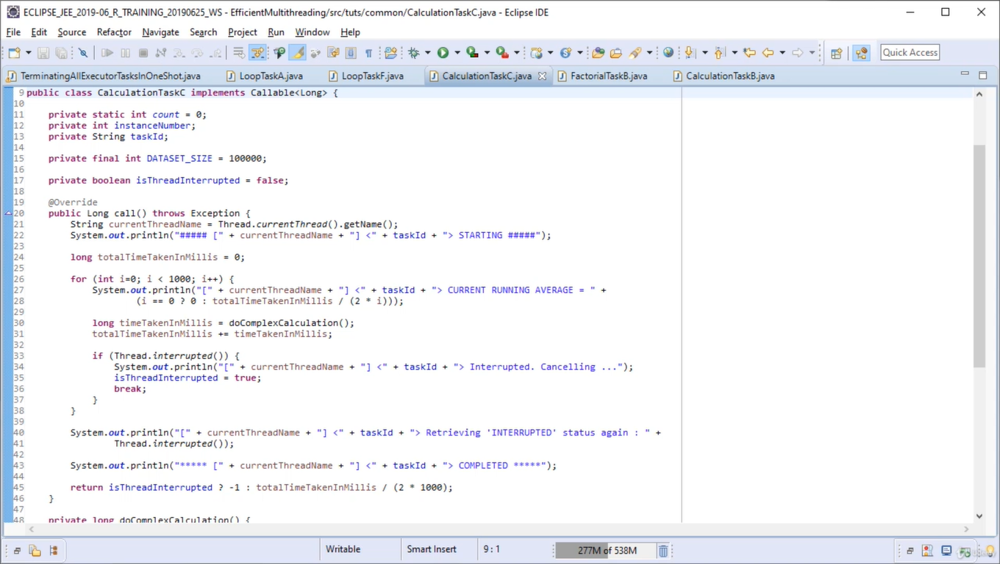 ECLIPSE_JEE_2019-06_R_TRAINING_20190625_WS - EfficientMultithreading/src/tuts/common/CalculationTaskC.java - Eclipse IDE
File Edit Source Refactor Navigate Search Project Run Window Help
Quick Access
TerminatingAllExecutorTasksInOneShot.java LoopTaskA.java LoopTaskF.java CalculationTaskC.java FactorialTaskB.java CalculationTaskB.java
9 public class CalculationTaskC implements Callable<Long> {
10
11 private static int count = 0;
12 private int instanceNumber;
13 private String taskId;
14
15 private final int DATASET_SIZE = 100000;
16
17 private boolean isThreadInterrupted = false;
18
19 @Override
20 public Long call() throws Exception {
21 String currentThreadName = Thread.currentThread().getName();
22 System.out.println("##### [" + currentThreadName + "] <" + taskId + "> STARTING #####");
23
24 long totalTimeTakenInMillis = 0;
25
26 for (int i=0; i < 1000; i++) {
27 System.out.println("[" + currentThreadName + "] <" + taskId + "> CURRENT RUNNING AVERAGE = " +
28 (i == 0 ? 0 : totalTimeTakenInMillis / (2 * i)));
29
30 long timeTakenInMillis = doComplexCalculation();
31 totalTimeTakenInMillis += timeTakenInMillis;
32
33 if (Thread.interrupted()) {
34 System.out.println("[" + currentThreadName + "] <" + taskId + "> Interrupted. Cancelling ...");
35 isThreadInterrupted = true;
36 break;
37 }
38 }
39
40 System.out.println("[" + currentThreadName + "] <" + taskId + "> Retrieving 'INTERRUPTED' status again : " +
41 Thread.interrupted());
42
43 System.out.println("***** [" + currentThreadName + "] <" + taskId + "> COMPLETED *****");
44
45 return isThreadInterrupted ? -1 : totalTimeTakenInMillis / (2 * 1000);
46 }
47
48 private long doComplexCalculation() {
Writable Smart Insert 9 : 1 277M of 538M